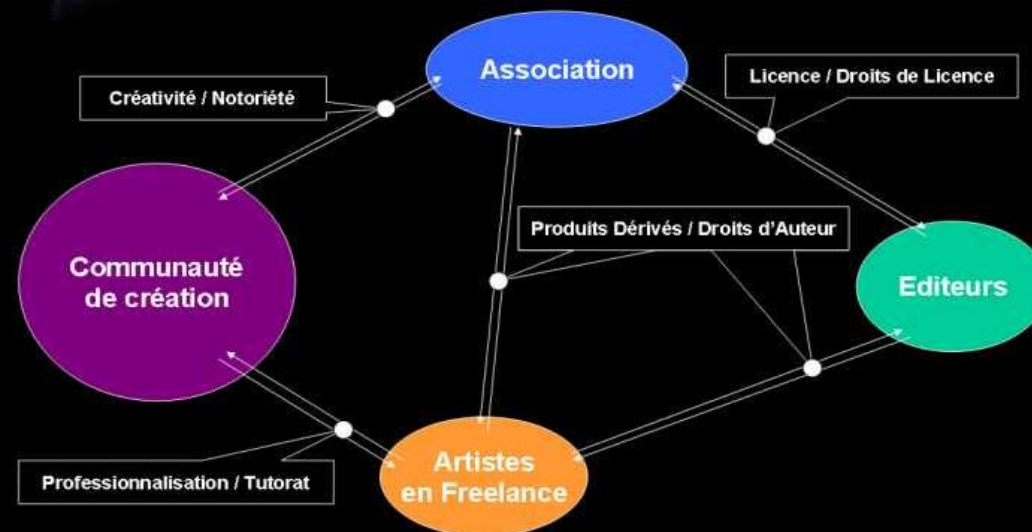 Association
Créativité / Notoriété
Licence / Droits de Licence
Produits Dérivés / Droits d'Auteur
Communauté
de création
Editeurs
Artistes
en Freelance
Professionnalisation / Tutorat